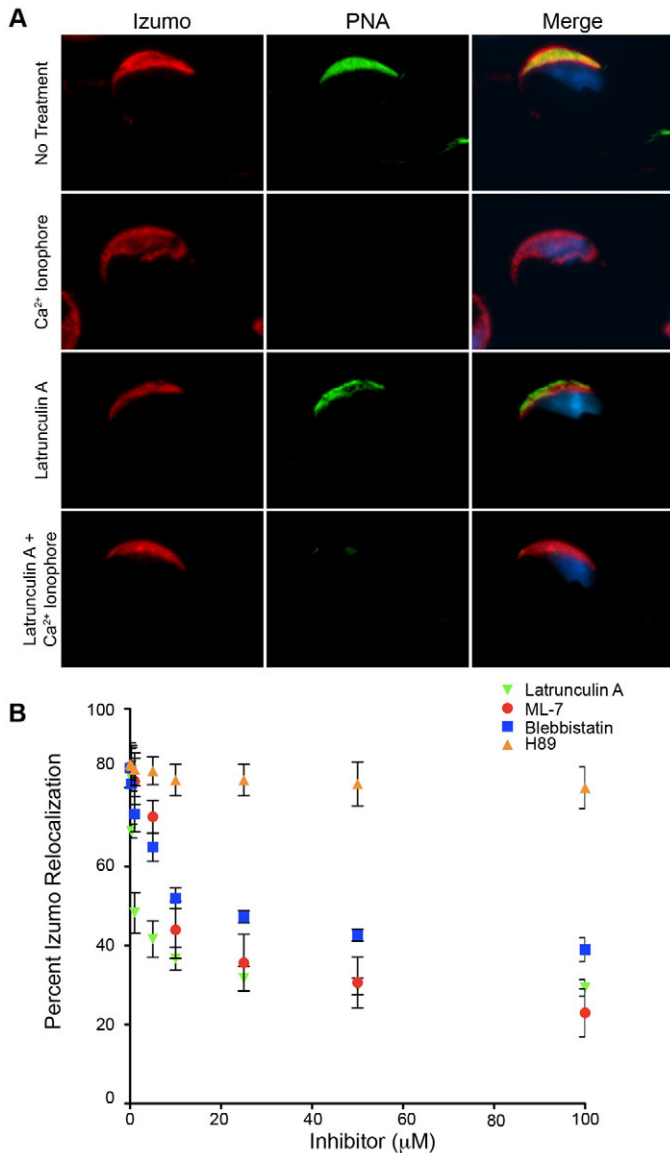 A
Izumo PNA Merge
No Treatment
Ca²⁺ Ionophore
Latrunculin A
Latrunculin A +
Ca²⁺ Ionophore
B
Latrunculin A
ML-7
Blebbistatin
H89
Percent Izumo Relocalization
100
80
60
40
20
0
0 20 40 60 80 100
Inhibitor (µM)